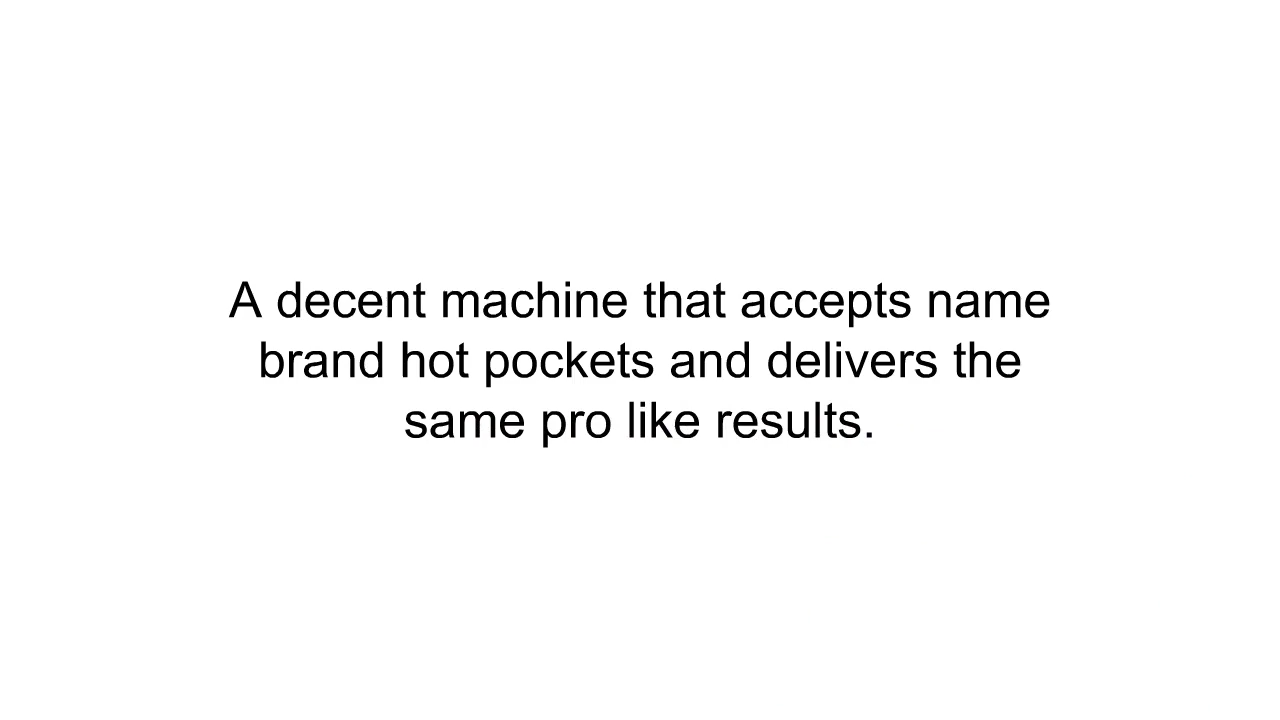 A decent machine that accepts name
brand hot pockets and delivers the
same pro like results.